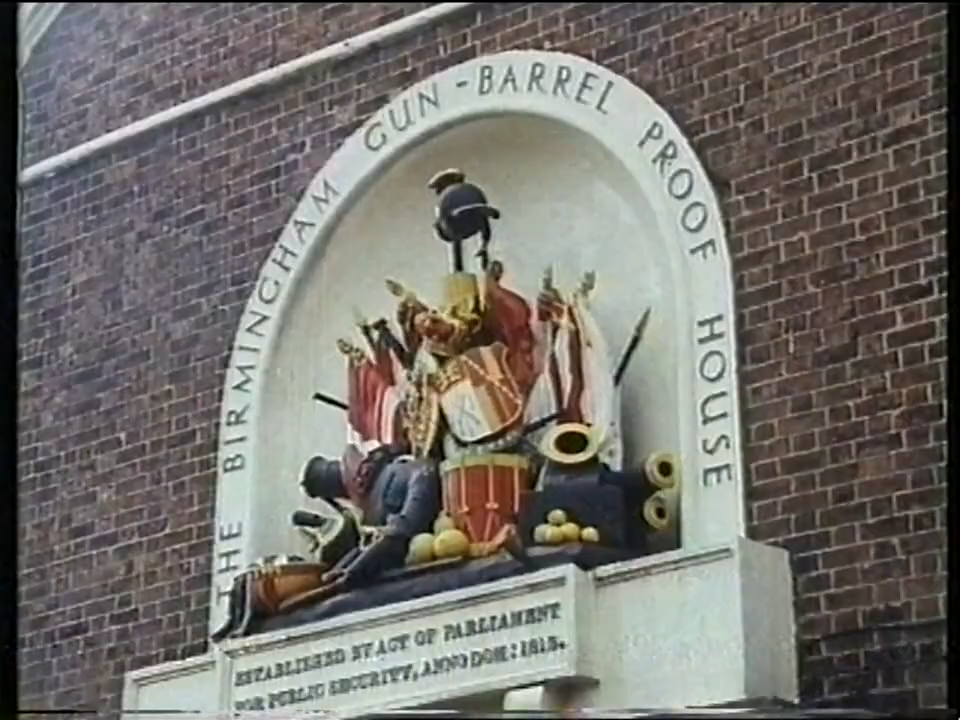 THE BIRMINGHAM GUN-BARREL PROOF HOUSE
ESTABLISHED BY ACT OF PARLIAMENT
FOR PUBLIC SECURITY, ANNO DOM: 1813.